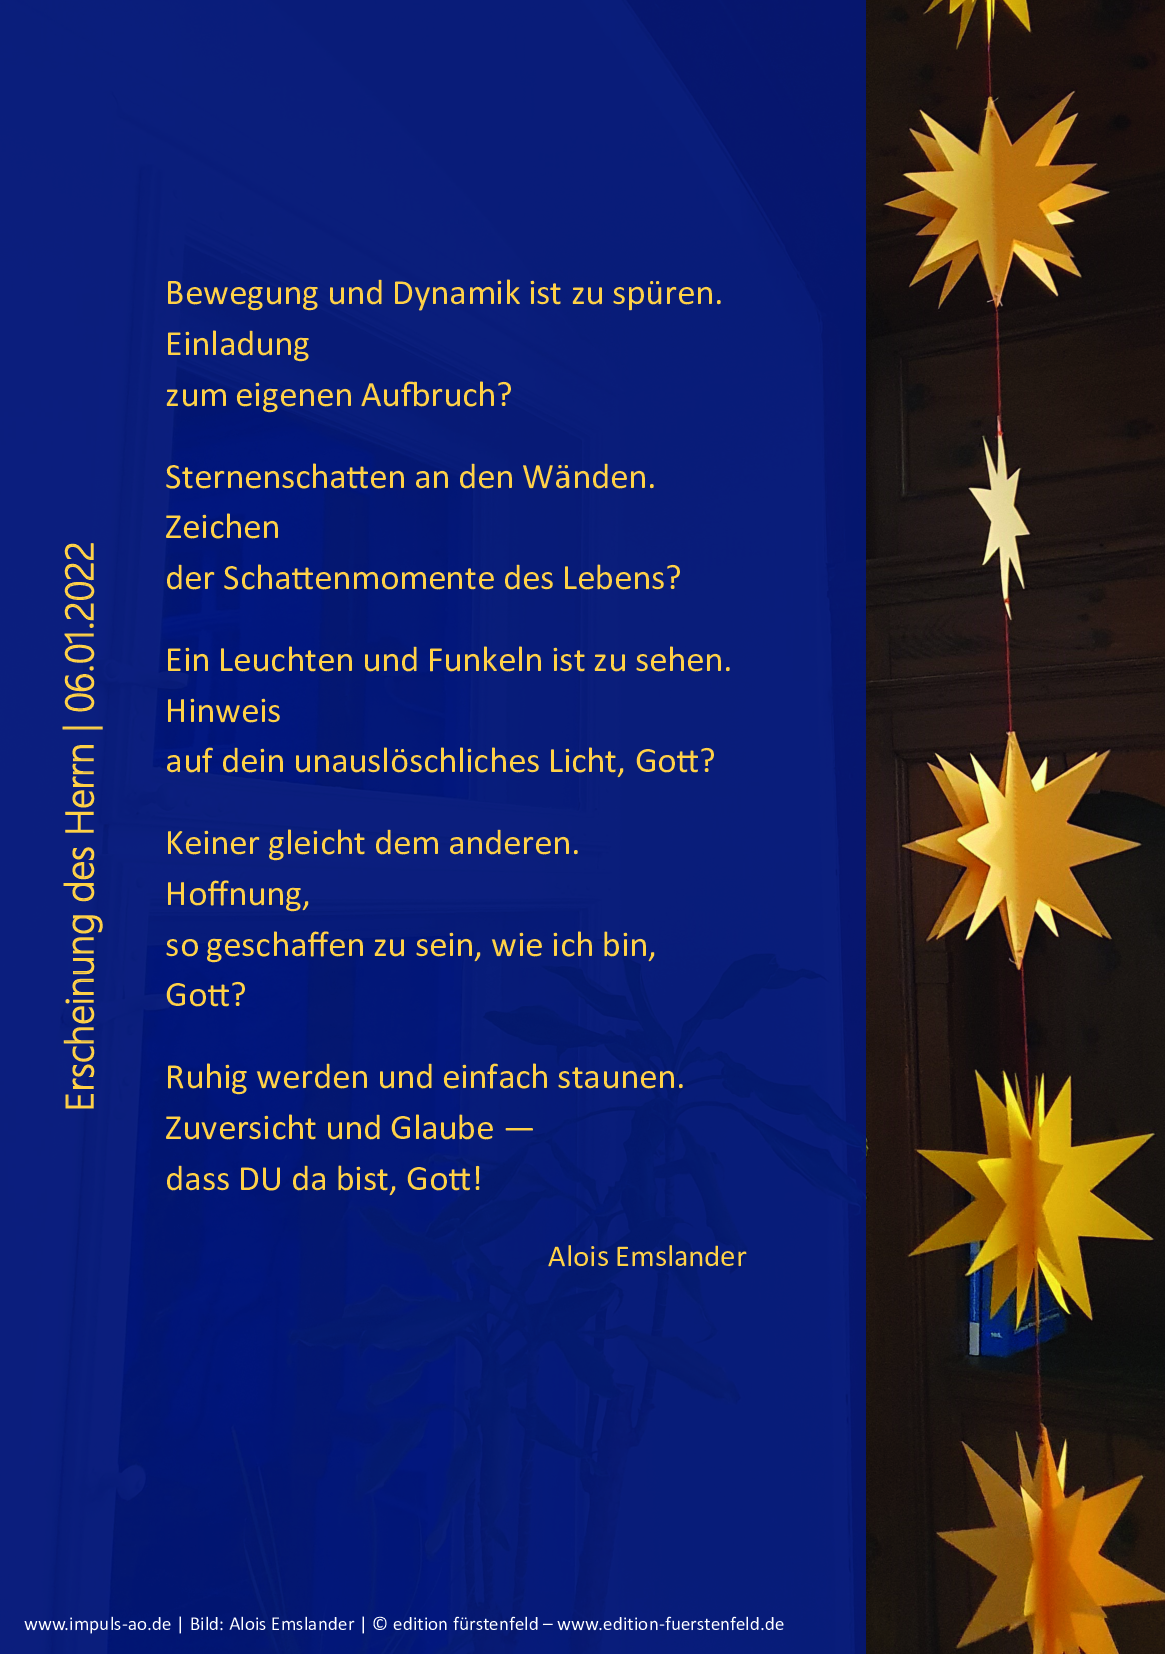 Bewegung und Dynamik ist zu spüren.
Einladung
zum eigenen Aufbruch?
Sternenschatten an den Wänden.
Zeichen
der Schattenmomente des Lebens?
Ein Leuchten und Funkeln ist zu sehen.
Hinweis
auf dein unauslöschliches Licht, Gott?
Keiner gleicht dem anderen.
Hoffnung,
so geschaffen zu sein, wie ich bin,
Gott?
Ruhig werden und einfach staunen.
Zuversicht und Glaube —
dass DU da bist, Gott!
Alois Emslander
Erscheinung des Herrn | 06.01.2022
www.impuls-ao.de | Bild: Alois Emslander | © edition fürstenfeld – www.edition-fuerstenfeld.de